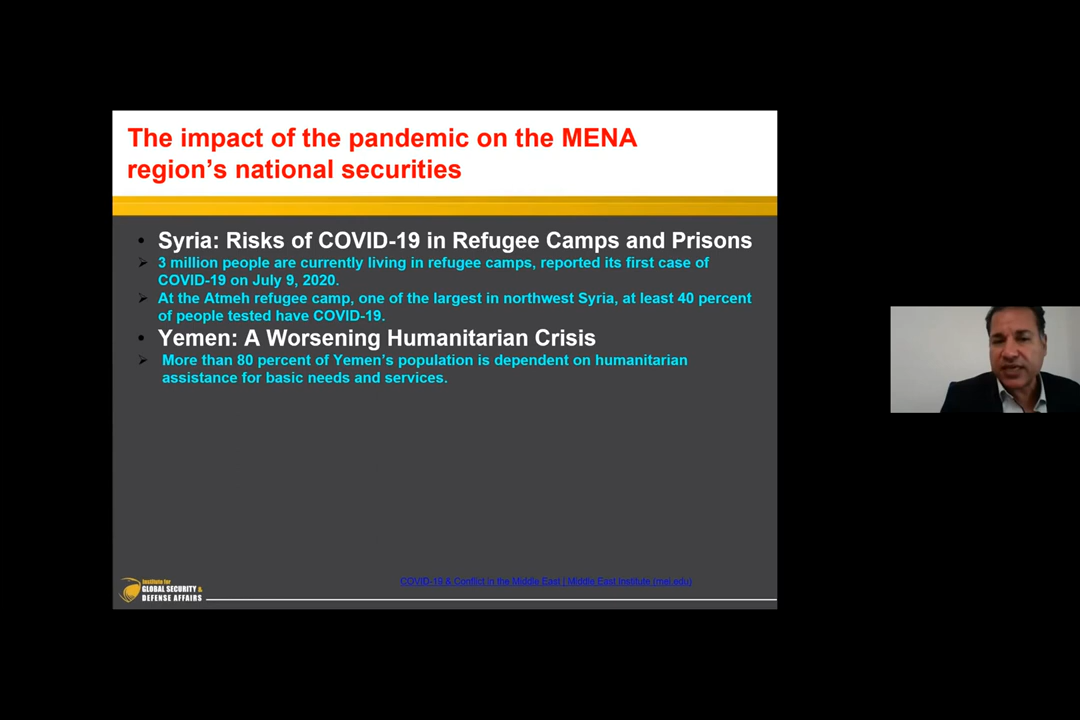 The impact of the pandemic on the MENA
region’s national securities
• Syria: Risks of COVID-19 in Refugee Camps and Prisons
➢ 3 million people are currently living in refugee camps, reported its first case of
COVID-19 on July 9, 2020.
➢ At the Atmeh refugee camp, one of the largest in northwest Syria, at least 40 percent
of people tested have COVID-19.
• Yemen: A Worsening Humanitarian Crisis
➢ More than 80 percent of Yemen’s population is dependent on humanitarian
assistance for basic needs and services.
COVID-19 & Conflict in the Middle East | Middle East Institute (mei.edu)
Institute for
GLOBAL SECURITY &
DEFENSE AFFAIRS